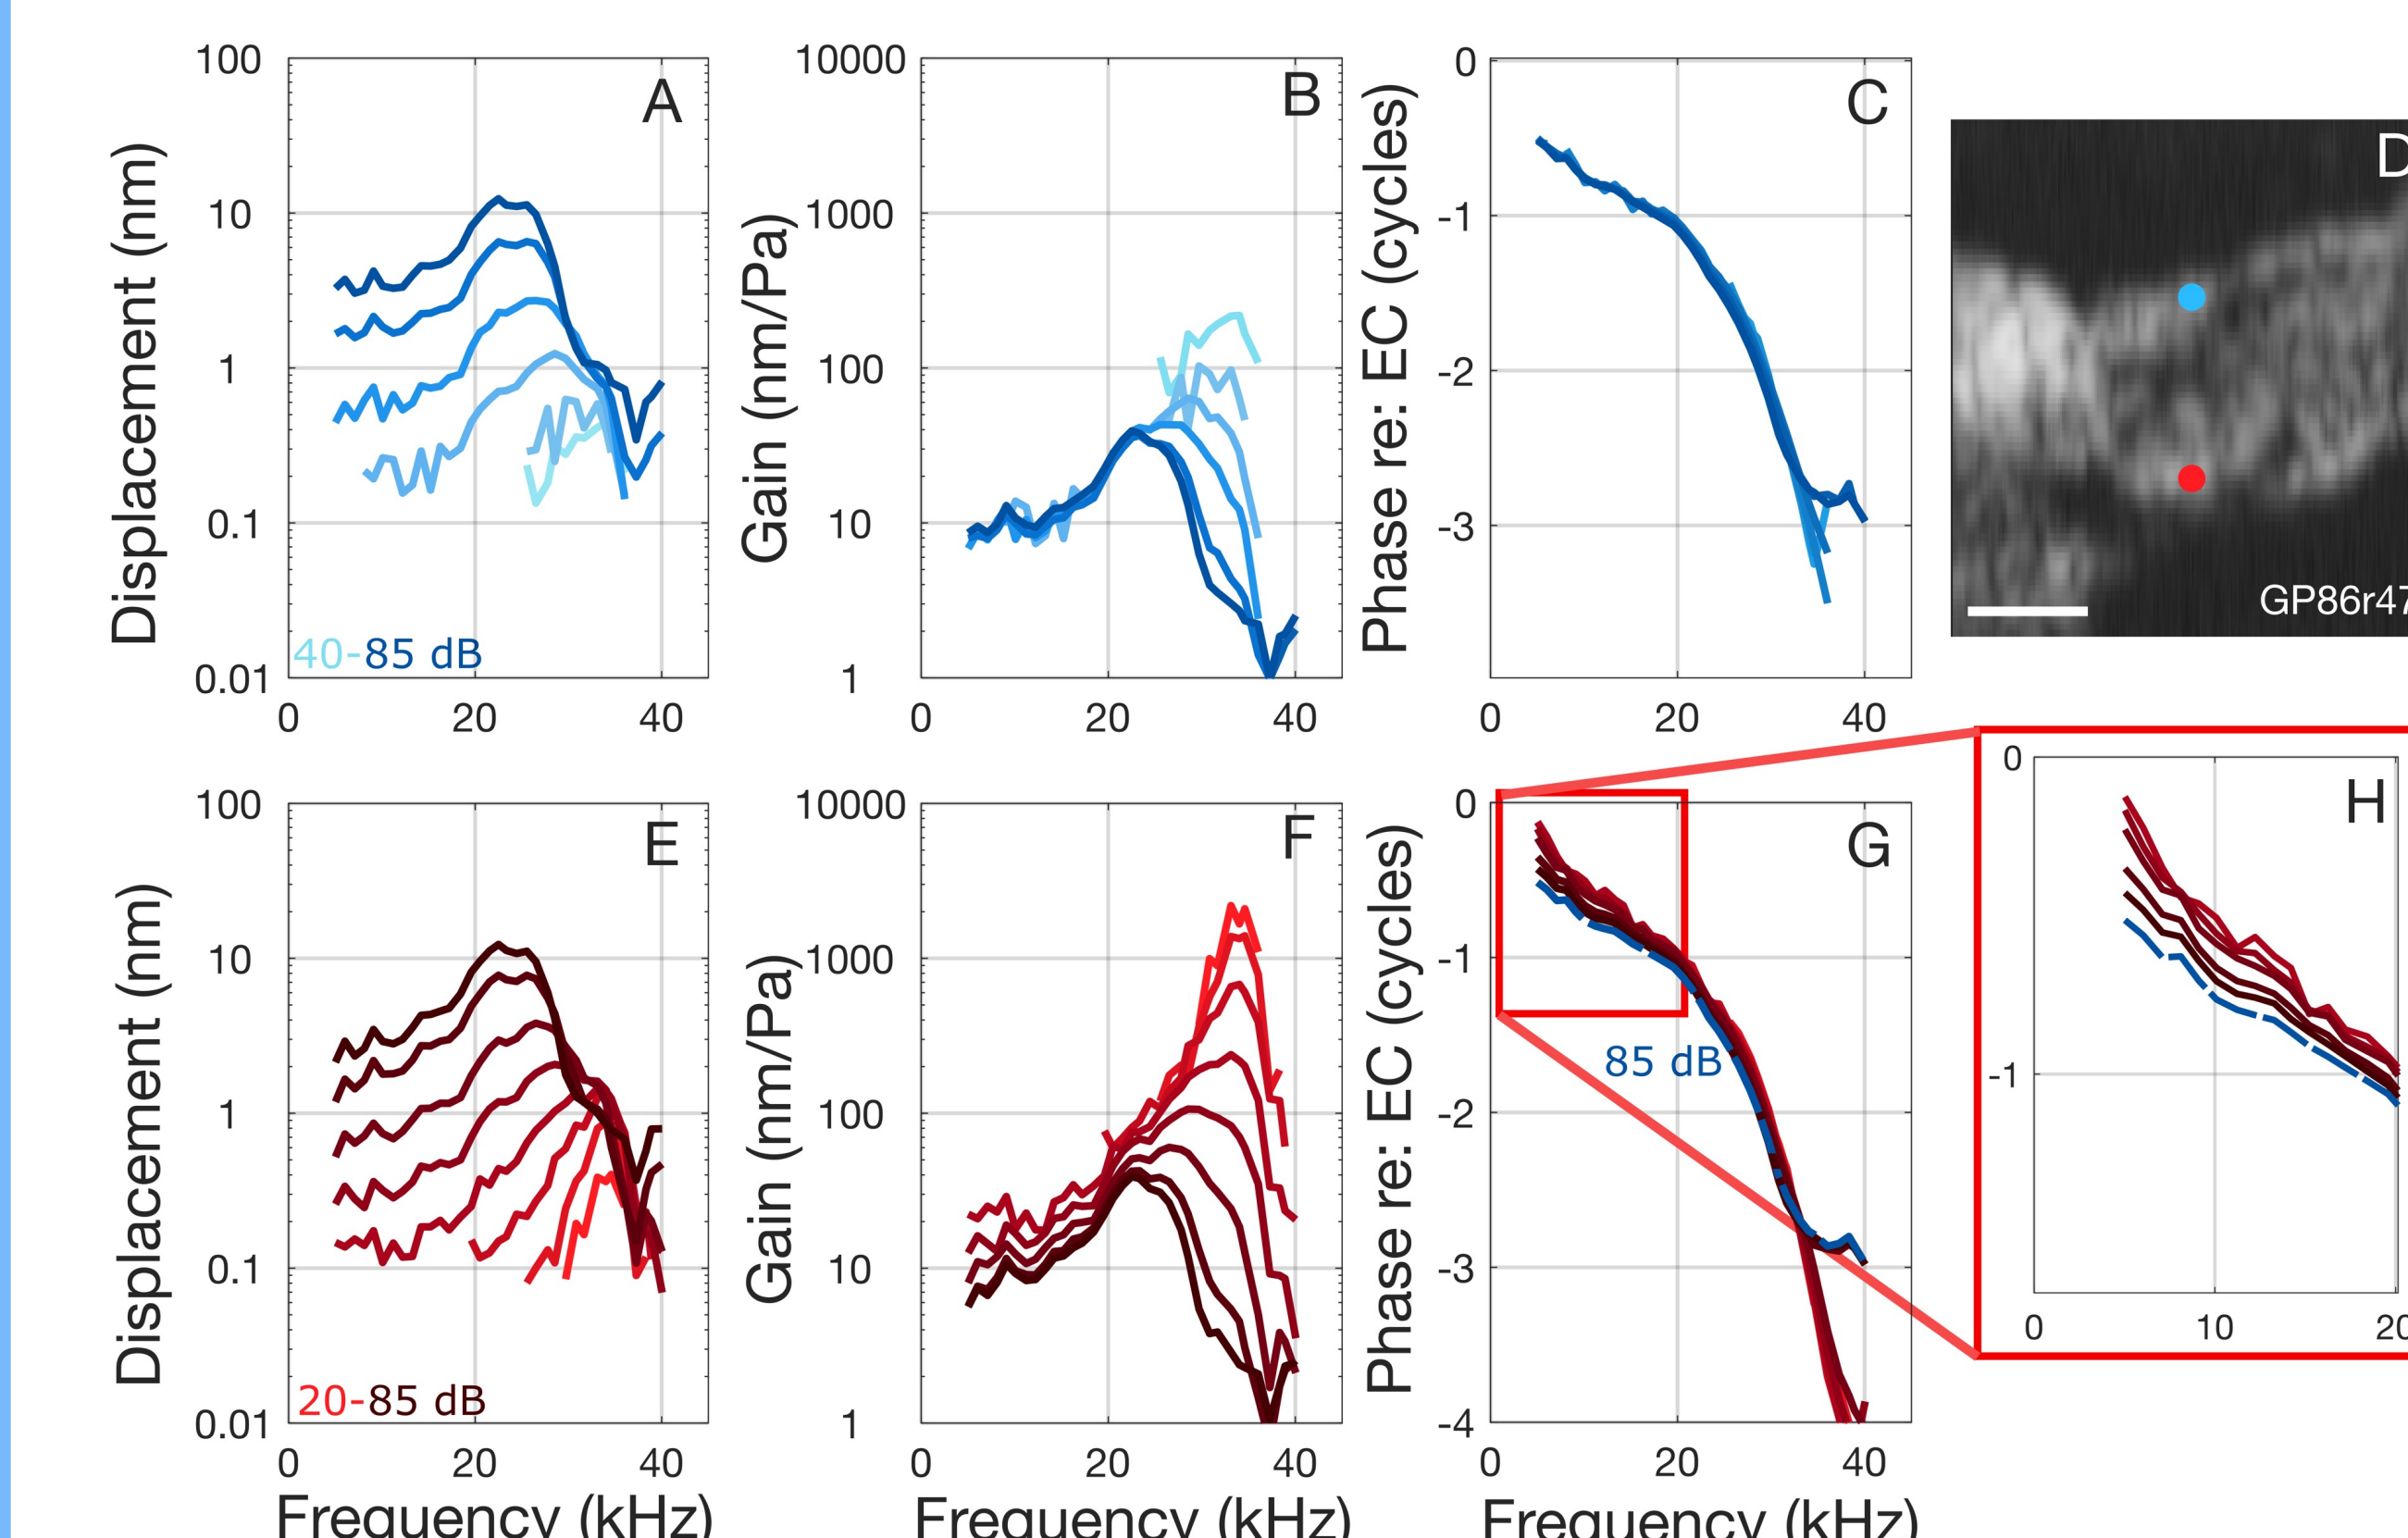 A
Displacement (nm)
100
10
1
0.1
0.01
40-85 dB
0 20 40
B
Gain (nm/Pa)
10000
1000
100
10
1
0 20 40
C
Phase re: EC (cycles)
0
-1
-2
-3
0 20 40
D
GP86r47
E
Displacement (nm)
100
10
1
0.1
0.01
20-85 dB
0 20 40
Frequency (kHz)
F
Gain (nm/Pa)
10000
1000
100
10
1
0 20 40
Frequency (kHz)
G
Phase re: EC (cycles)
0
-1
-2
-3
-4
85 dB
0 20 40
Frequency (kHz)
H
0
-1
0 10 20